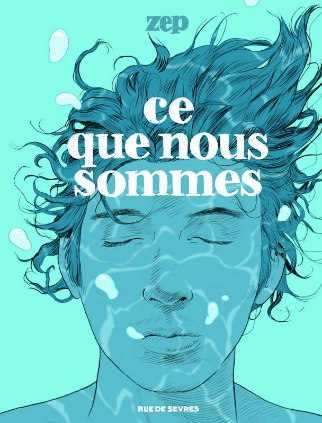 zep
ce
que nous
sommes
RUE DE SEVRES